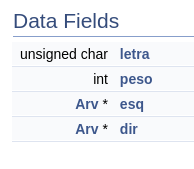 Data Fields
unsigned char letra
int peso
Arv * esq
Arv * dir